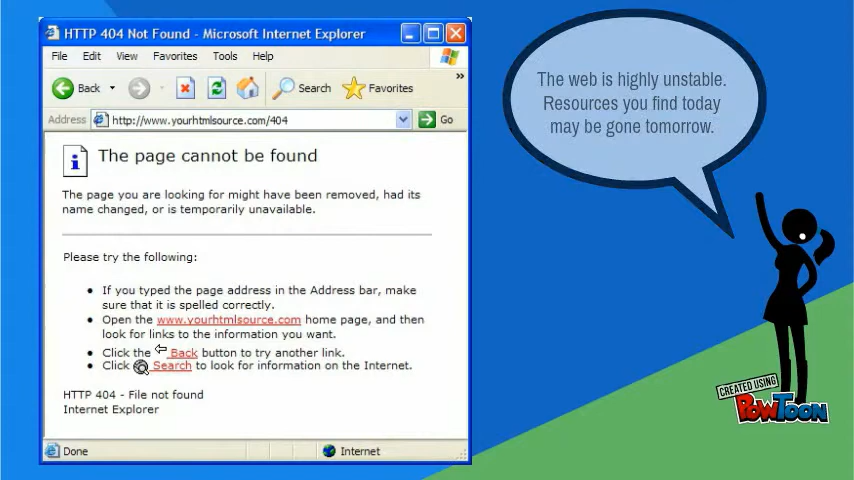 HTTP 404 Not Found - Microsoft Internet Explorer
File Edit View Favorites Tools Help
Back Search Favorites »
Address http://www.yourhtmlsource.com/404 Go
The page cannot be found
The page you are looking for might have been removed, had its
name changed, or is temporarily unavailable.
Please try the following:
If you typed the page address in the Address bar, make
sure that it is spelled correctly.
Open the www.yourhtmlsource.com home page, and then
look for links to the information you want.
Click the Back button to try another link.
Click Search to look for information on the Internet.
HTTP 404 - File not found
Internet Explorer
Done Internet
The web is highly unstable.
Resources you find today
may be gone tomorrow.
CREATED USING
POWTOON